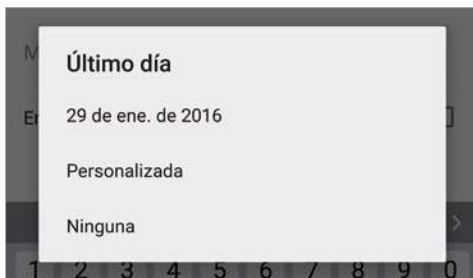 M
Último día
En
29 de ene. de 2016
Personalizada
Ninguna
1 2 3 4 5 6 7 8 9 0